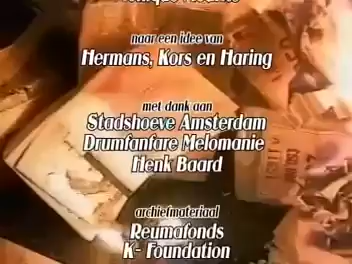 naar een idee van
Hermans, Kors en Haring
met dank aan
Stadshoeve Amsterdam
Drumfanfare Melomanie
Henk Baard
archiefmateriaal
Reumafonds
K- Foundation